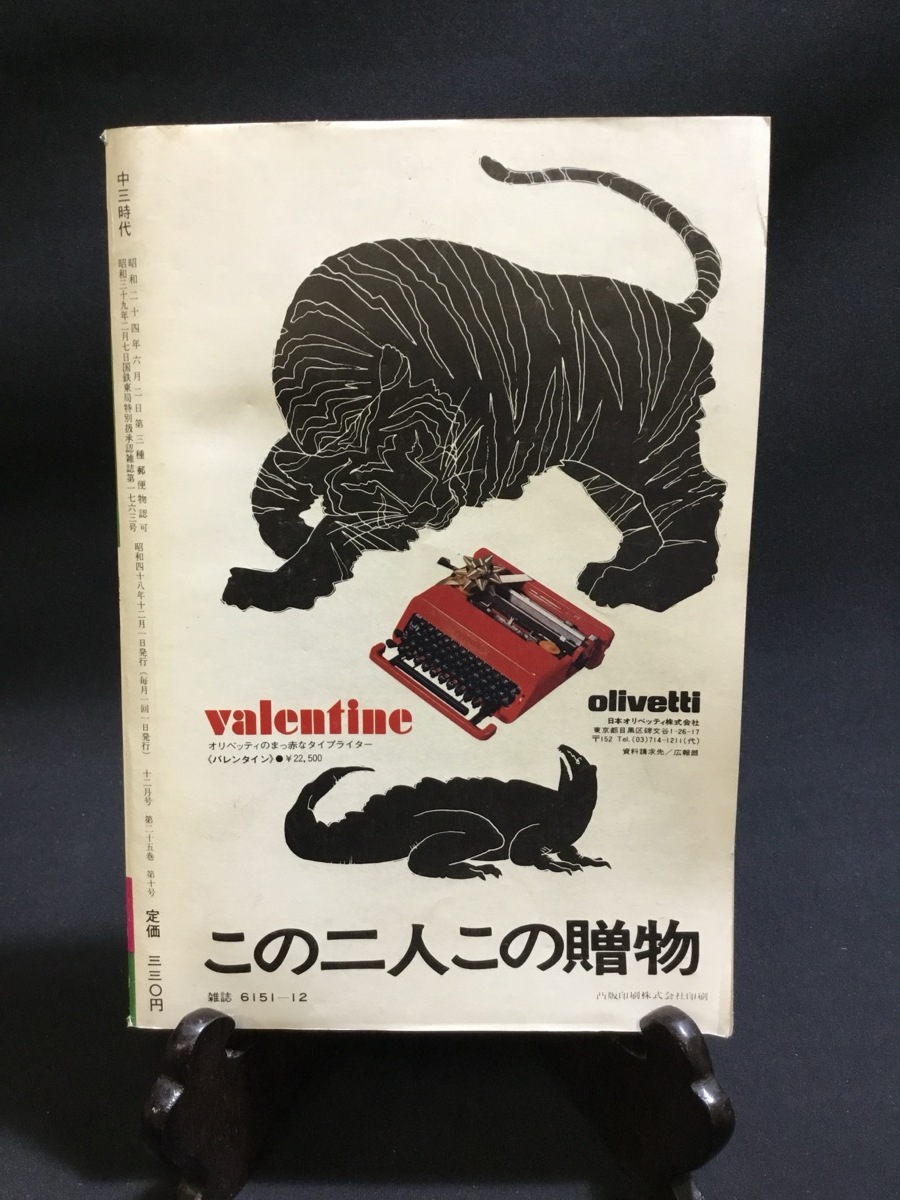 中三時代
昭和二十四年六月二日第三種郵便物認可 昭和四十八年十二月一日発行(毎月一回一日発行) 十二月号 第二十五巻 第十号
昭和三十九年二月七日国鉄東局特別扱承認雑誌第一七六三号
定価 三三〇円
valentine
オリベッティのまっ赤なタイプライター
《バレンタイン》●￥22,500
olivetti
日本オリベッティ株式会社
東京都目黒区碑文谷1-26-17
〒152 Tel.(03)714-1211(代)
資料請求先/広報部
この二人この贈物
雑誌 6151—12
凸版印刷株式会社印刷